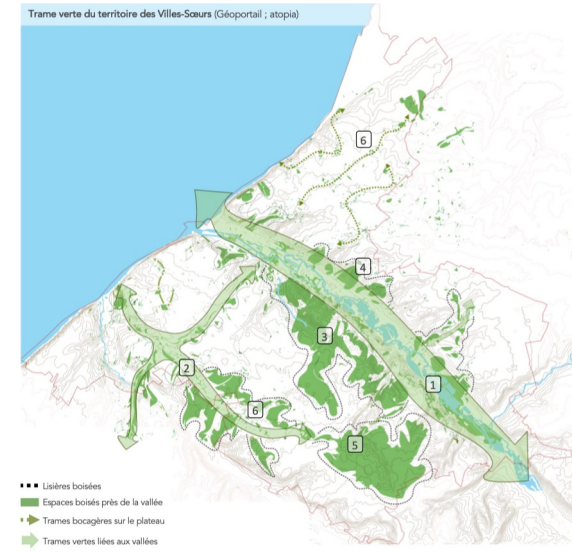 Trame verte du territoire des Villes-Sœurs (Géoportail ; atopia)
6
4
3
2
1
6
5
Lisières boisées
Espaces boisés près de la vallée
Trames bocagères sur le plateau
Trames vertes liées aux vallées